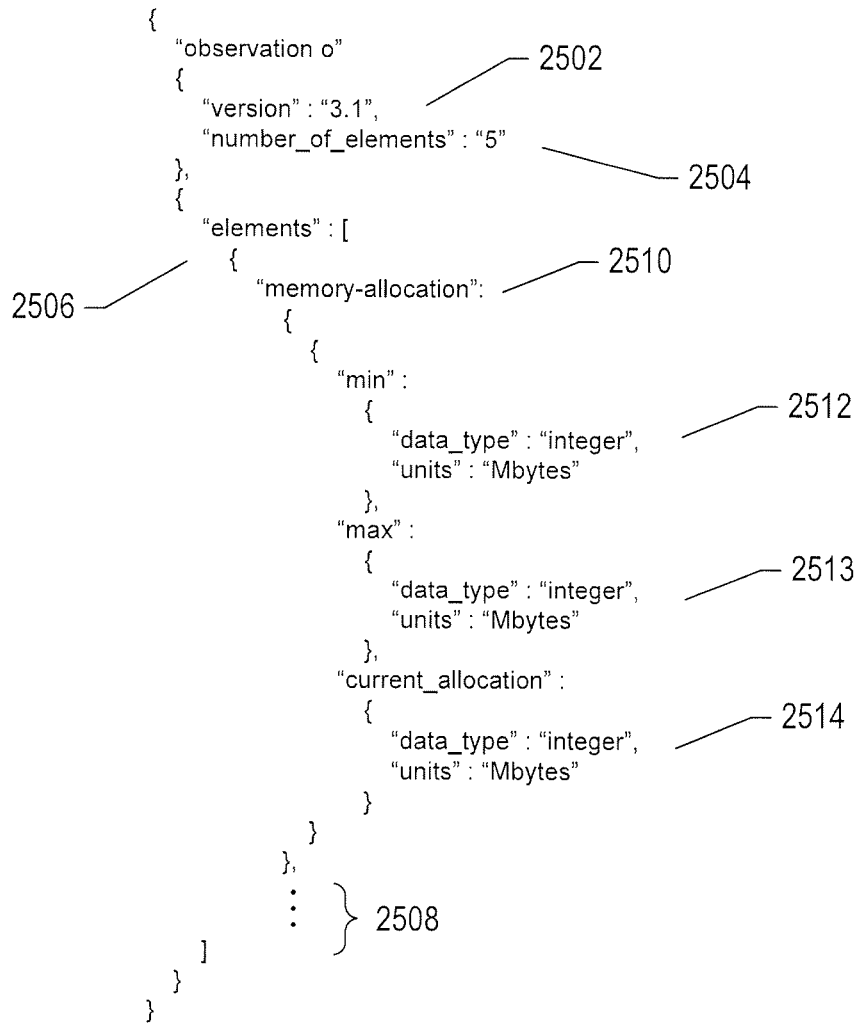 {
“observation o”
2502
{
“version” : “3.1”,
“number_of_elements” : “5”
2504
},
{
“elements” : [
2506
{
2510
“memory-allocation”:
{
{
“min” :
2512
{
“data_type” : “integer”,
“units” : “Mbytes”
},
“max” :
2513
{
“data_type” : “integer”,
“units” : “Mbytes”
},
“current_allocation” :
2514
{
“data_type” : “integer”,
“units” : “Mbytes”
}
}
},
2508
]
}
}